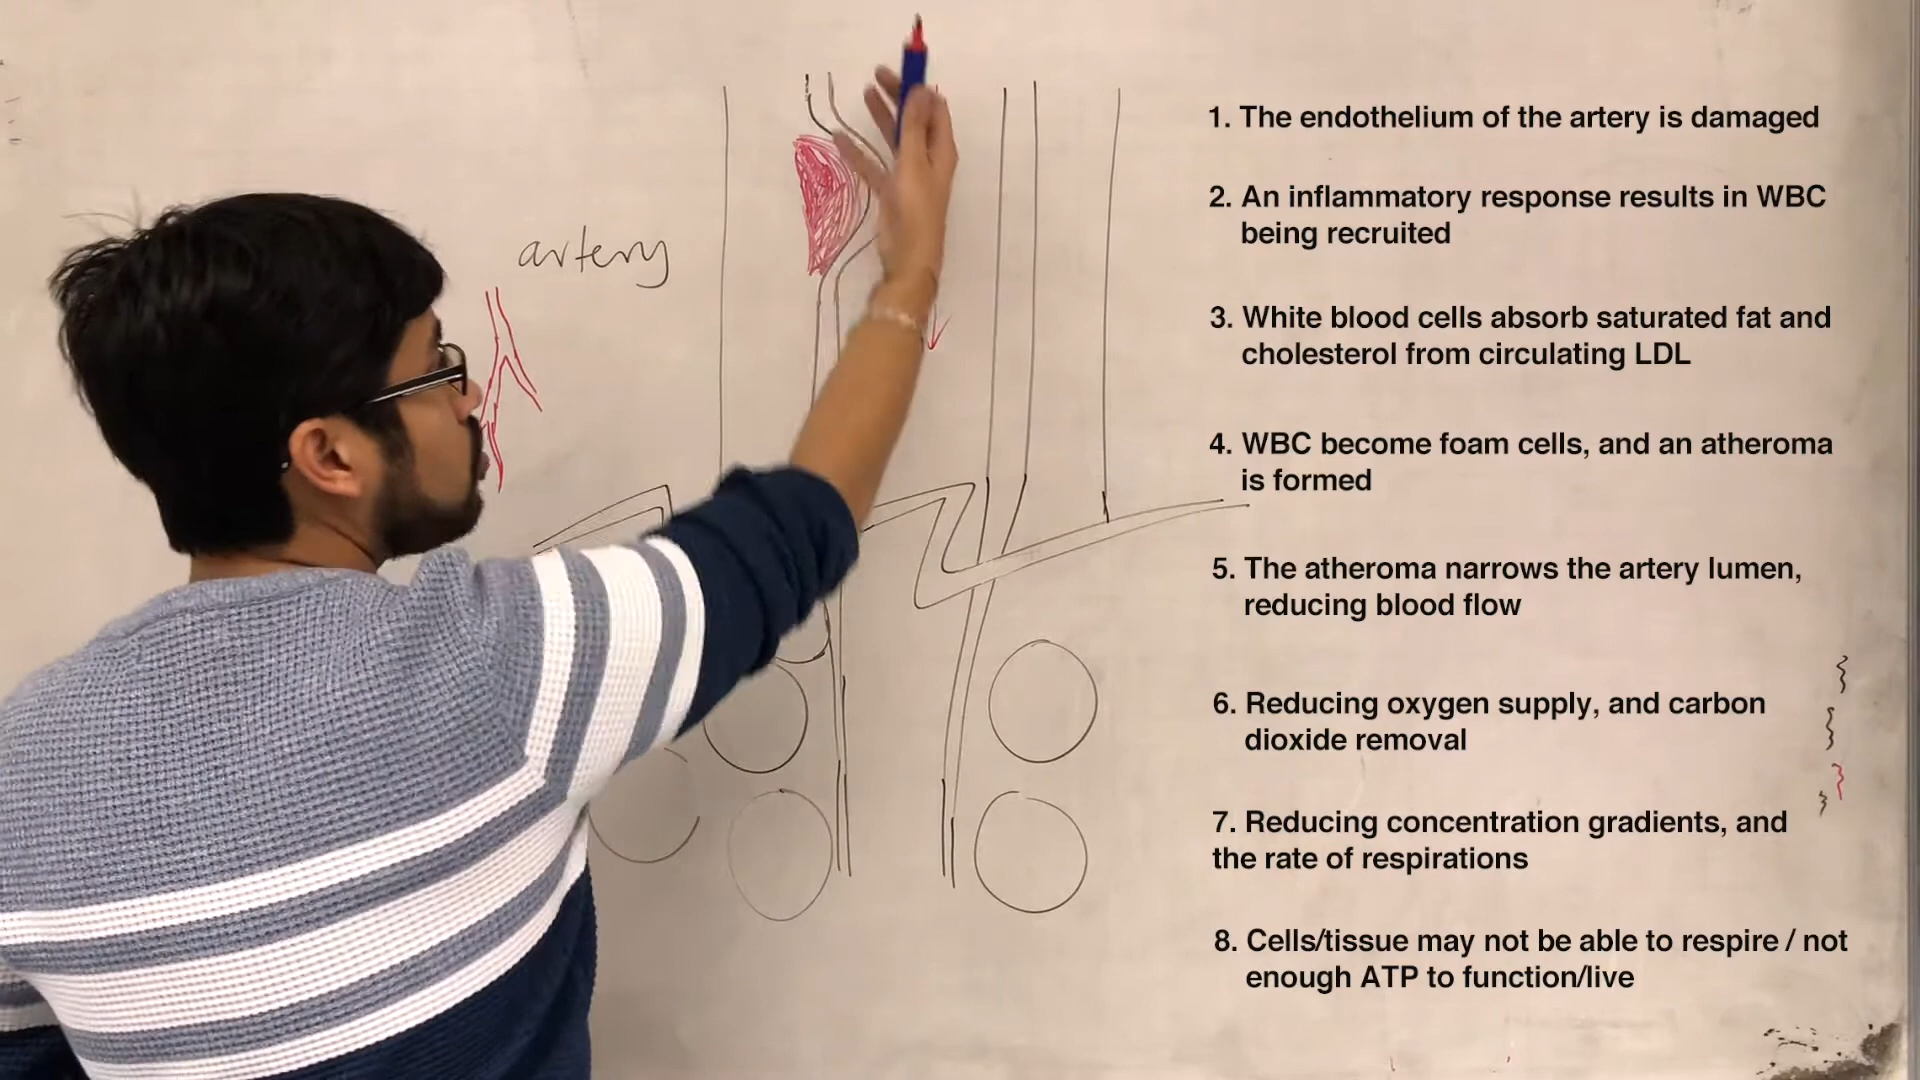 artery
1. The endothelium of the artery is damaged
2. An inflammatory response results in WBC
being recruited
3. White blood cells absorb saturated fat and
cholesterol from circulating LDL
4. WBC become foam cells, and an atheroma
is formed
5. The atheroma narrows the artery lumen,
reducing blood flow
6. Reducing oxygen supply, and carbon
dioxide removal
7. Reducing concentration gradients, and
the rate of respirations
8. Cells/tissue may not be able to respire / not
enough ATP to function/live